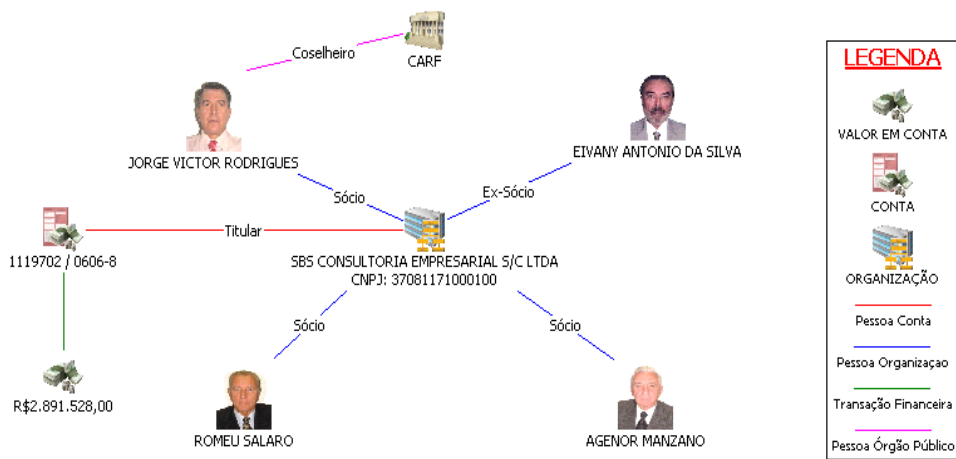 Coselheiro
CARF
JORGE VICTOR RODRIGUES
EIVANY ANTONIO DA SILVA
Sócio
Ex-Sócio
Titular
1119702 / 0606-8
SBS CONSULTORIA EMPRESARIAL S/C LTDA
CNPJ: 37081171000100
Sócio
Sócio
R$2.891.528,00
ROMEU SALARO
AGENOR MANZANO
LEGENDA
VALOR EM CONTA
CONTA
ORGANIZAÇÃO
Pessoa Conta
Pessoa Organizaçao
Transação Financeira
Pessoa Órgão Público